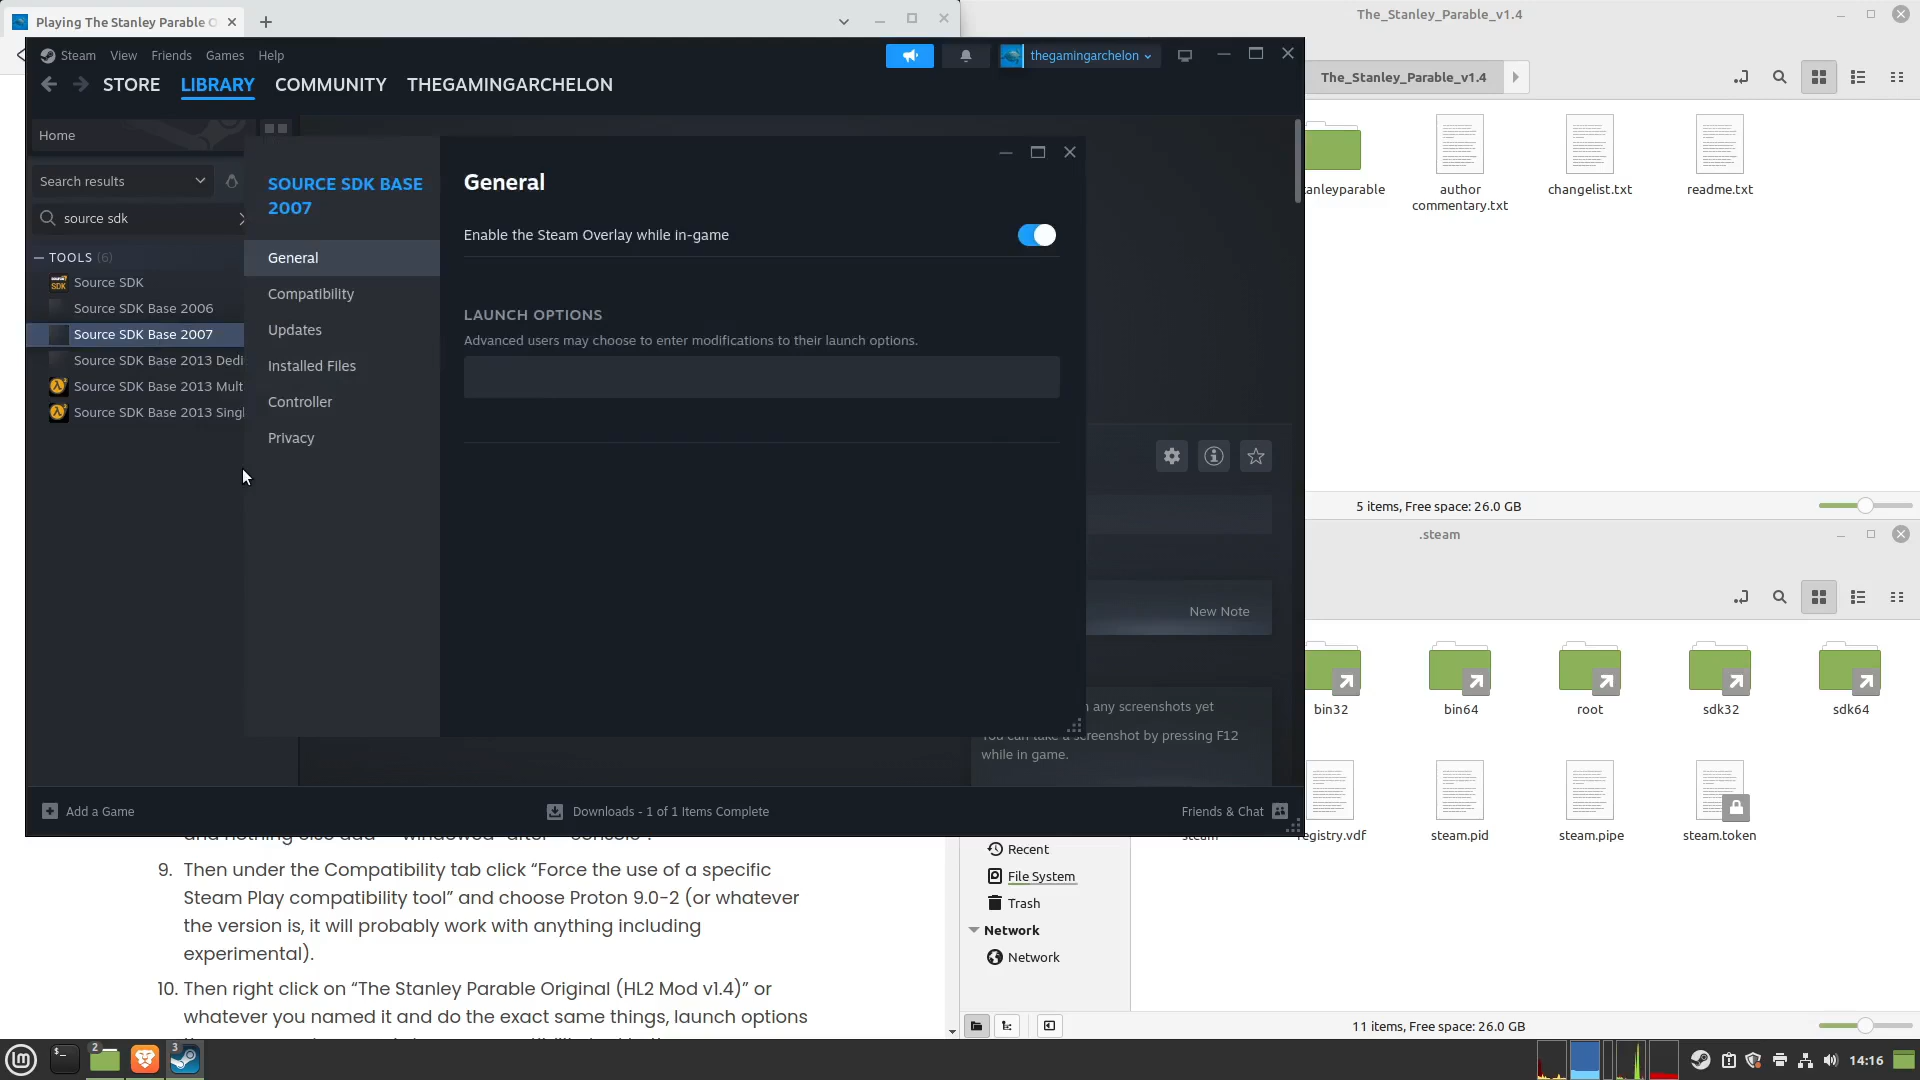 Playing The Stanley Parable O
The_Stanley_Parable_v1.4
Steam View Friends Games Help
thegamingarchelon
STORE LIBRARY COMMUNITY THEGAMINGARCHELON
The_Stanley_Parable_v1.4
Home
Search results
source sdk
TOOLS (6)
Source SDK
Source SDK Base 2006
Source SDK Base 2007
Source SDK Base 2013 Dedi
Source SDK Base 2013 Mult
Source SDK Base 2013 Singl
SOURCE SDK BASE
2007
General
Compatibility
Updates
Installed Files
Controller
Privacy
General
Enable the Steam Overlay while in-game
LAUNCH OPTIONS
Advanced users may choose to enter modifications to their launch options.
New Note
any screenshots yet
You can take a screenshot by pressing F12
while in game.
Add a Game
Downloads - 1 of 1 Items Complete
Friends & Chat
tanleyparable
author
commentary.txt
changelist.txt
readme.txt
5 items, Free space: 26.0 GB
.steam
bin32
bin64
root
sdk32
sdk64
steam
registry.vdf
steam.pid
steam.pipe
steam.token
Recent
File System
Trash
Network
Network
11 items, Free space: 26.0 GB
9. Then under the Compatibility tab click “Force the use of a specific
Steam Play compatibility tool” and choose Proton 9.0-2 (or whatever
the version is, it will probably work with anything including
experimental).
10. Then right click on “The Stanley Parable Original (HL2 Mod v1.4)” or
whatever you named it and do the exact same things, launch options
2
3
14:16